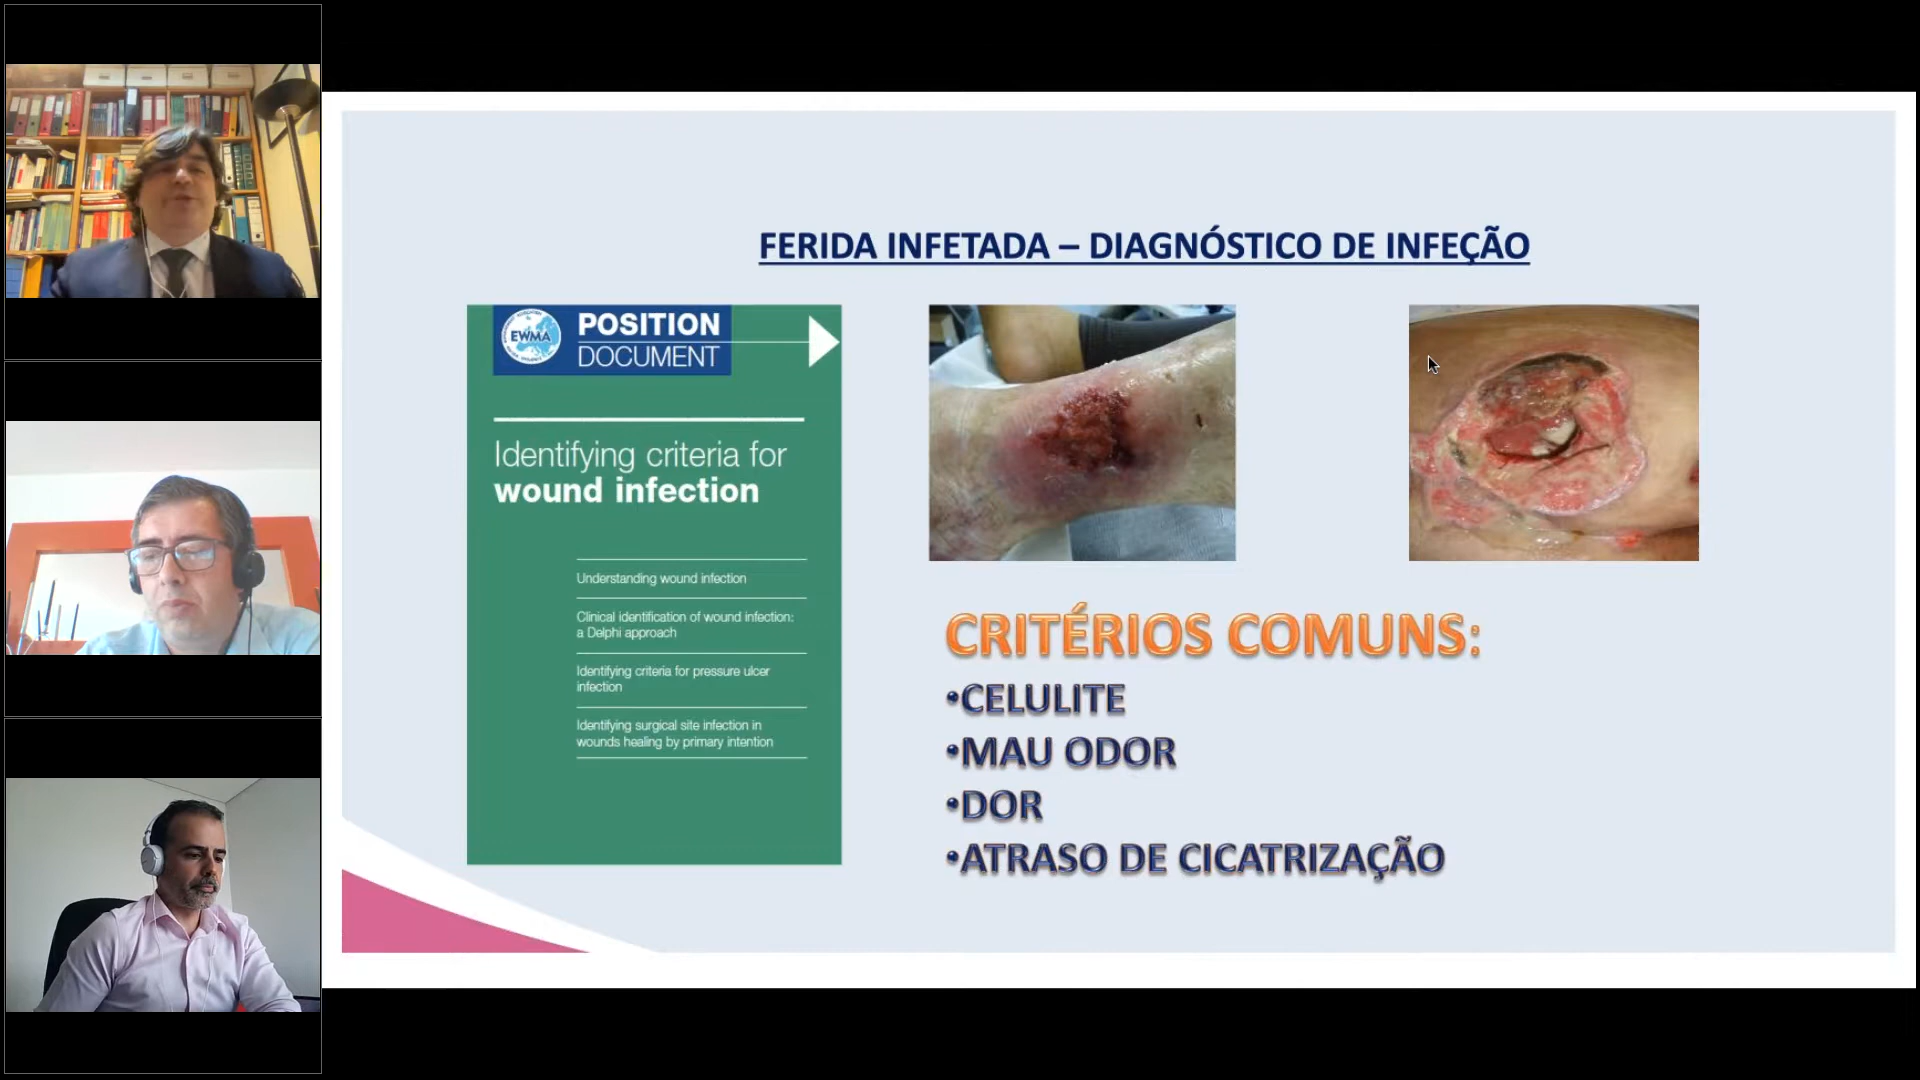 FERIDA INFETADA – DIAGNÓSTICO DE INFEÇÃO
EWMA
POSITION
DOCUMENT
Identifying criteria for
wound infection
Understanding wound infection
Clinical identification of wound infection:
a Delphi approach
Identifying criteria for pressure ulcer
infection
Identifying surgical site infection in
wounds healing by primary intention
CRITÉRIOS COMUNS:
•CELULITE
•MAU ODOR
•DOR
•ATRASO DE CICATRIZAÇÃO